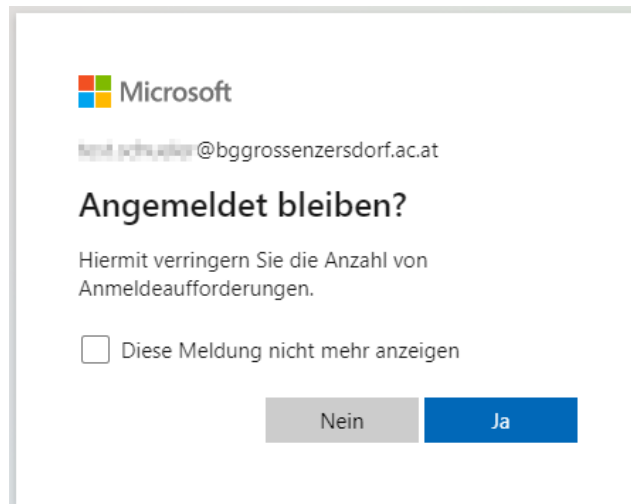 Microsoft
@bggrossenzersdorf.ac.at
Angemeldet bleiben?
Hiermit verringern Sie die Anzahl von
Anmeldeaufforderungen.
Diese Meldung nicht mehr anzeigen
Nein
Ja